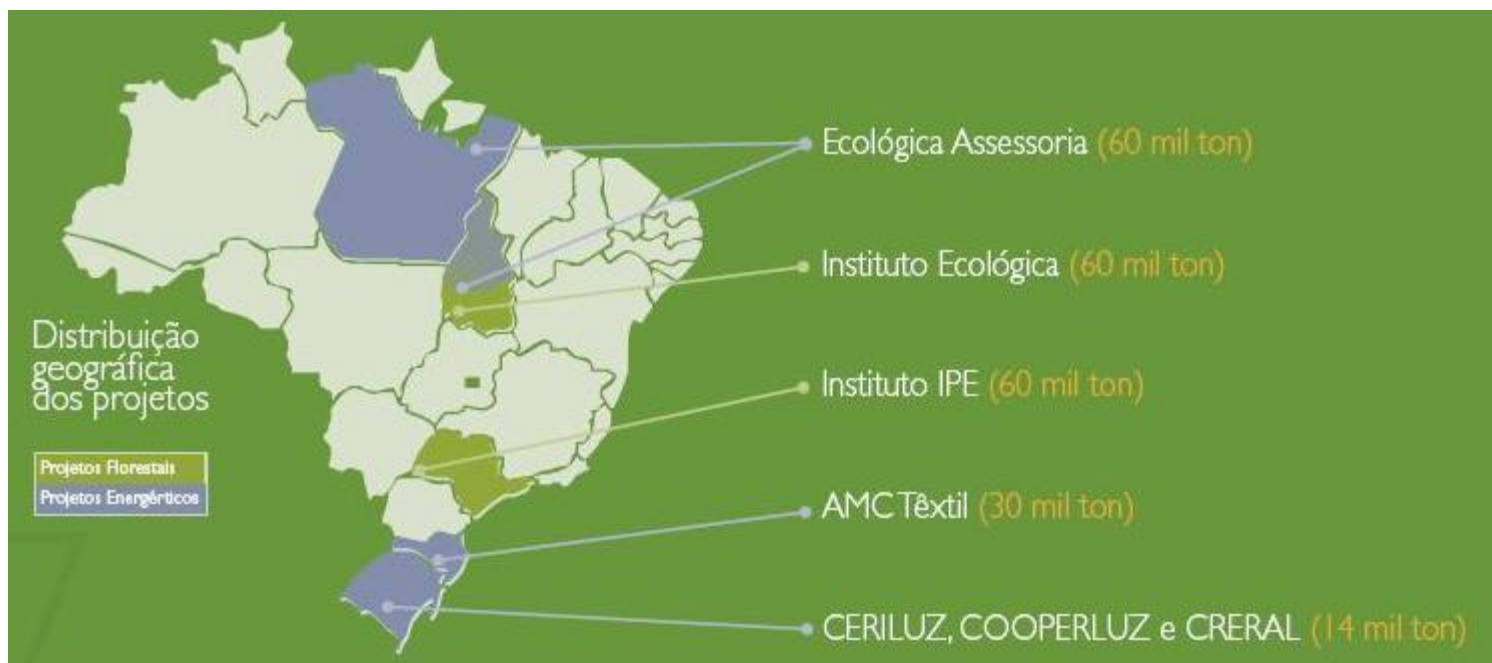 Ecológica Assessoria (60 mil ton)
Instituto Ecológica (60 mil ton)
Distribuição
geográfica
dos projetos
Instituto IPE (60 mil ton)
Projetos Florestais
Projetos Energérticos
AMC Têxtil (30 mil ton)
CERILUZ, COOPERLUZ e CRERAL (14 mil ton)